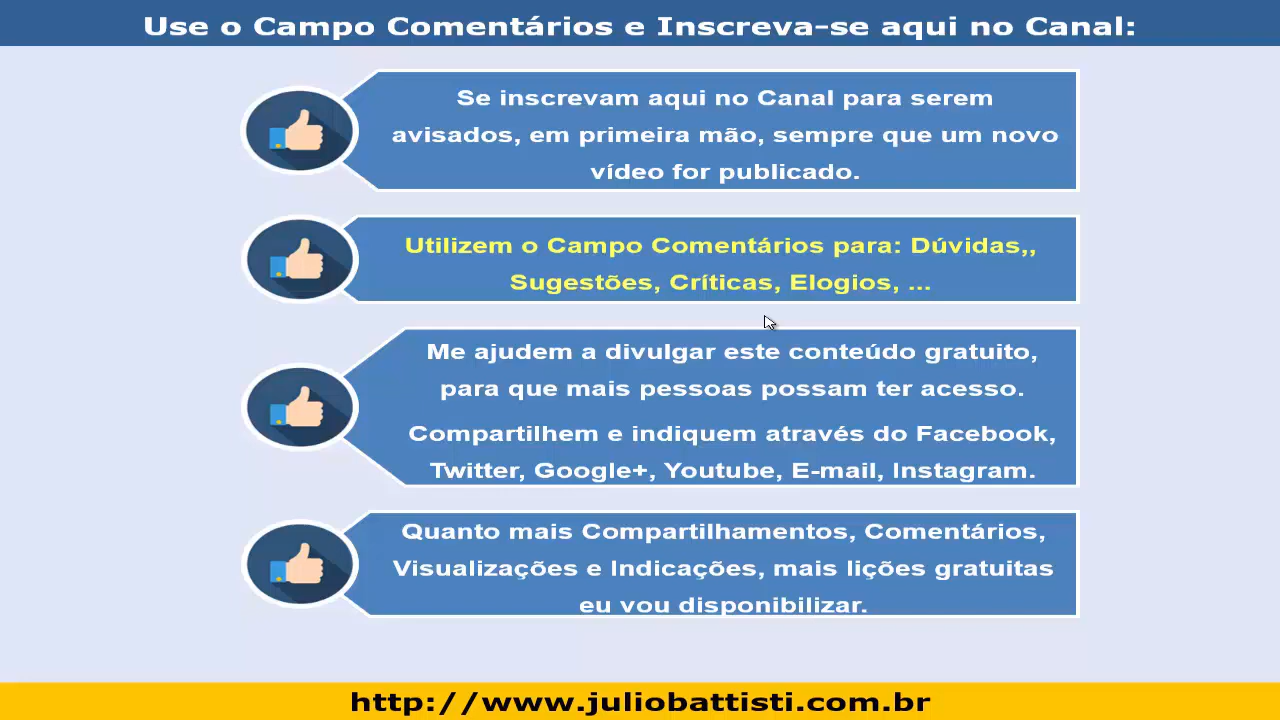 Use o Campo Comentários e Inscreva-se aqui no Canal:
Se inscrevam aqui no Canal para serem
avisados, em primeira mão, sempre que um novo
vídeo for publicado.
Utilizem o Campo Comentários para: Dúvidas,,
Sugestões, Críticas, Elogios, ...
Me ajudem a divulgar este conteúdo gratuito,
para que mais pessoas possam ter acesso.
Compartilhem e indiquem através do Facebook,
Twitter, Google+, Youtube, E-mail, Instagram.
Quanto mais Compartilhamentos, Comentários,
Visualizações e Indicações, mais lições gratuitas
eu vou disponibilizar.
http://www.juliobattisti.com.br